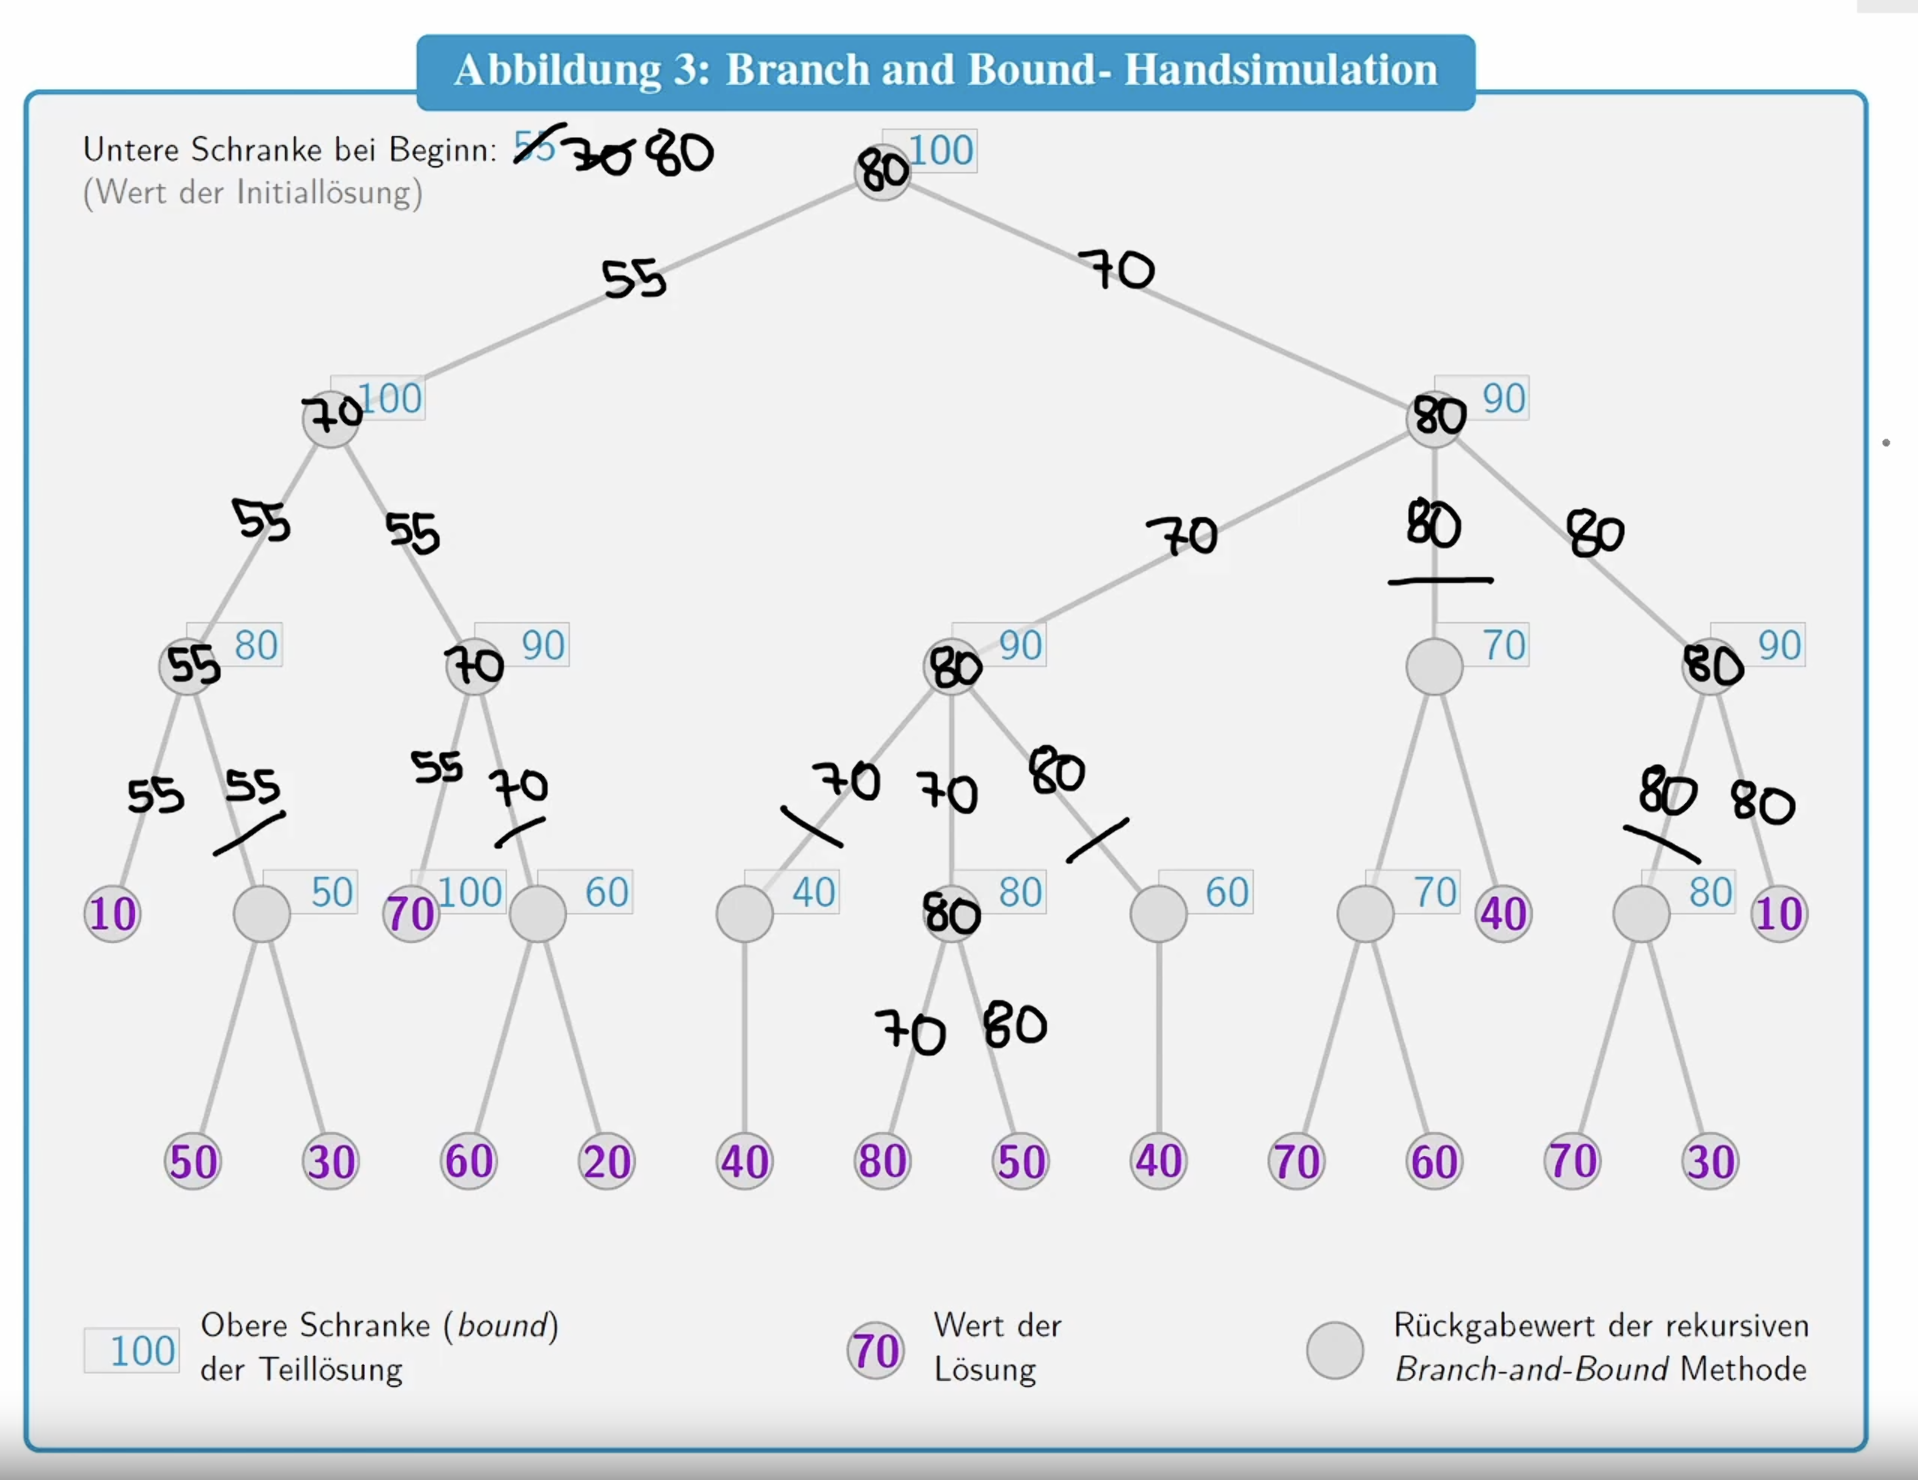 Abbildung 3: Branch and Bound- Handsimulation
Untere Schranke bei Beginn: 55 70 80
(Wert der Initiallösung)
80 100
55 70
70 100 80 90
55 55 70 80 80
55 80 70 90 80 90 70 80 90
55 55 55 70 70 70 80 80 80
10 50 70 100 60 40 80 80 60 70 40 80 10
70 80
50 30 60 20 40 80 50 40 70 60 70 30
100 Obere Schranke (bound)
der Teillösung
70 Wert der
Lösung
Rückgabewert der rekursiven
Branch-and-Bound Methode